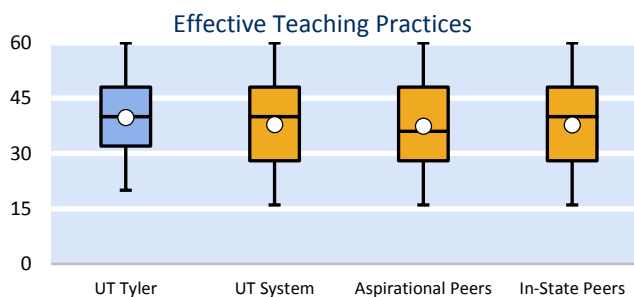 Effective Teaching Practices
60
45
30
15
0
UT Tyler UT System Aspirational Peers In-State Peers